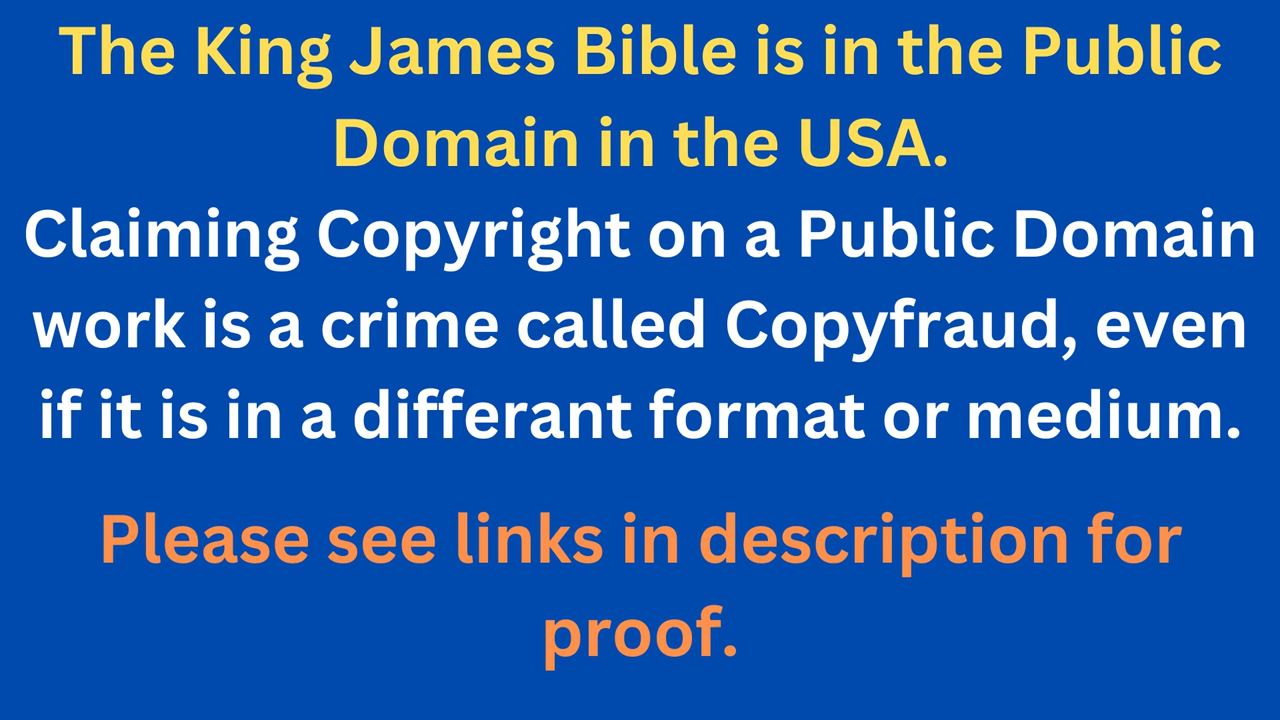 The King James Bible is in the Public
Domain in the USA.
Claiming Copyright on a Public Domain
work is a crime called Copyfraud, even
if it is in a differant format or medium.
Please see links in description for
proof.